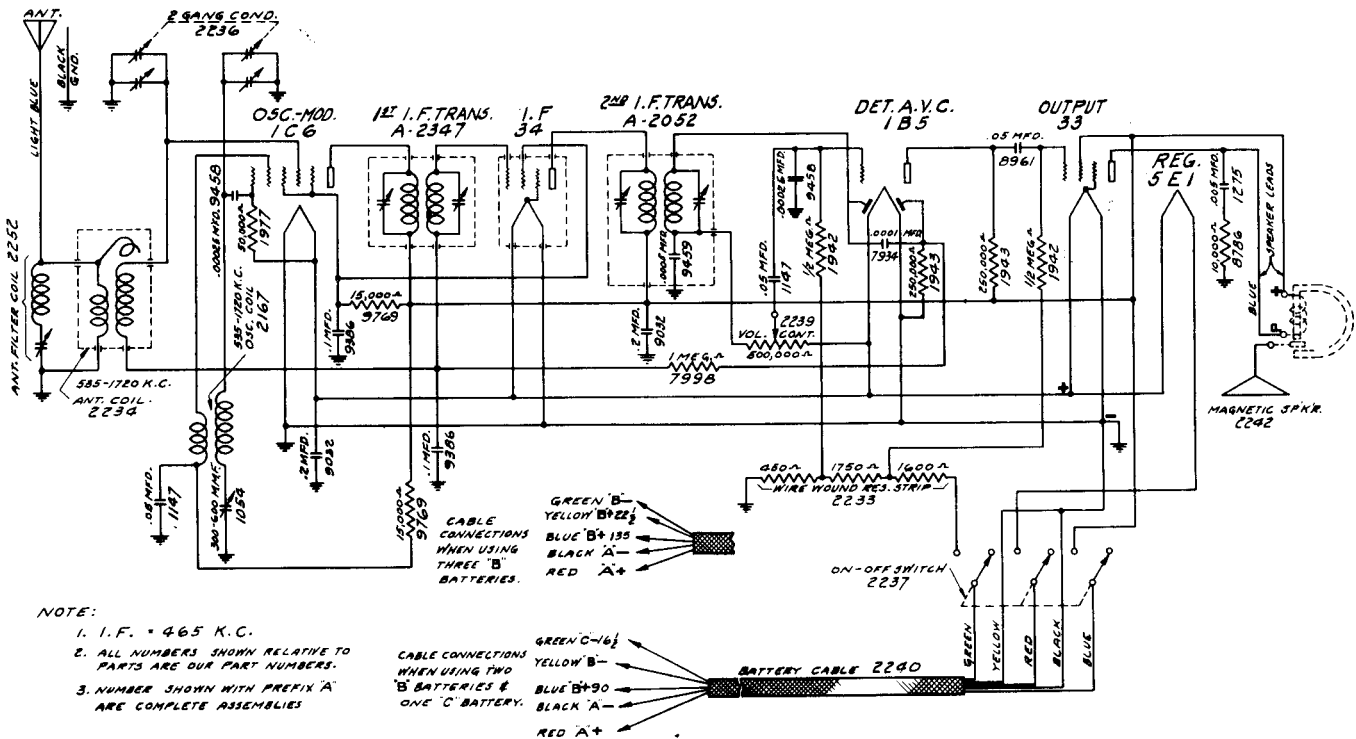 ANT.
2 GANG COND.
2236
BLACK
GND.
LIGHT BLUE
OSC.-MOD.
1C6
1ST I.F. TRANS.
A-2347
I.F
34
2ND I.F. TRANS.
A-2052
DET. A.V.C.
1B5
OUTPUT
33
REG.
5E1
.05 MFD.
8961
.00025 MFD. 9458
50,000Ω
1977
.00025 MFD.
9458
½ MEG Ω
1942
.0001 MFD
7934
250,000Ω
1943
250,000Ω
1943
½ MEG Ω
1942
.005 MFD.
1275
10,000Ω
8786
SPEAKER LEADS
BLUE
ANT. FILTER COIL 2252
535-1720 K.C.
OSC. COIL
2167
15,000Ω
9769
.1 MFD.
9386
.2 MFD.
9032
.0005 MFD.
9459
.05 MFD.
1147
2239
VOL. CONT.
500,000Ω
1 MEG. Ω
7998
585-1720 K.C.
ANT. COIL
2234
+
-
+
MAGNETIC SPK'R.
2242
.08 MFD.
1147
300-600 M.M.F.
1054
.2 MFD.
9032
.1 MFD.
9386
15,000Ω
9769
450Ω
1750Ω
1600Ω
WIRE WOUND RES. STRIP
2233
CABLE
CONNECTIONS
WHEN USING
THREE "B"
BATTERIES.
GREEN "B"-
YELLOW "B"+22½
BLUE "B"+ 135
BLACK "A"-
RED "A"+
ON-OFF SWITCH
2237
GREEN
YELLOW
RED
BLACK
BLUE
NOTE:
1. I.F. = 465 K.C.
2. ALL NUMBERS SHOWN RELATIVE TO
PARTS ARE OUR PART NUMBERS.
3. NUMBER SHOWN WITH PREFIX "A"
ARE COMPLETE ASSEMBLIES
CABLE CONNECTIONS
WHEN USING TWO
"B" BATTERIES &
ONE "C" BATTERY.
GREEN "C"-16½
YELLOW "B"-
BLUE "B"+90
BLACK "A"-
RED "A"+
BATTERY CABLE 2240